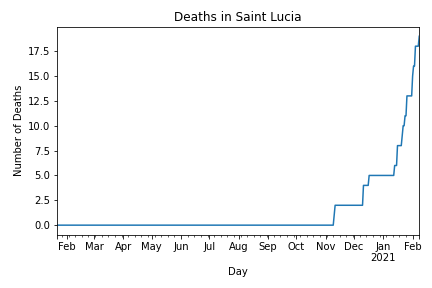 Deaths in Saint Lucia
Number of Deaths
17.5
15.0
12.5
10.0
7.5
5.0
2.5
0.0
Feb Mar Apr May Jun Jul Aug Sep Oct Nov Dec Jan Feb
2021
Day